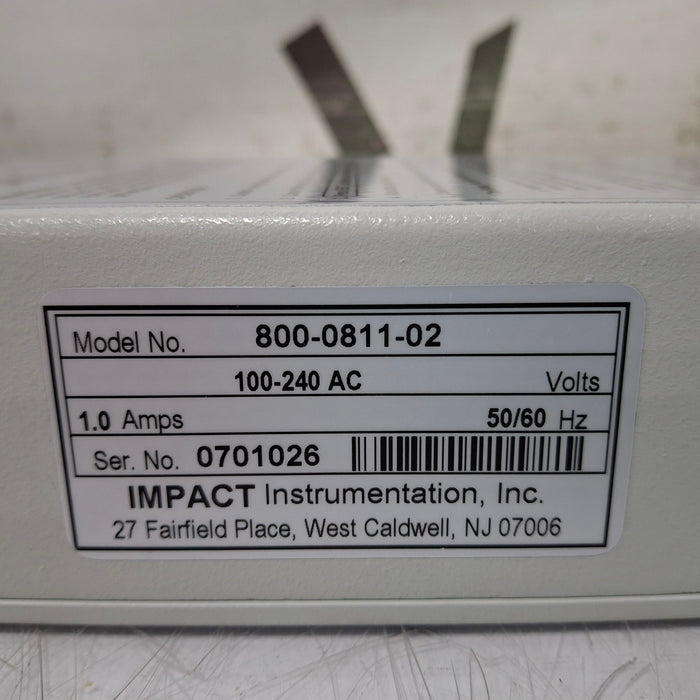 Model No. 800-0811-02
100-240 AC Volts
1.0 Amps 50/60 Hz
Ser. No. 0701026
IMPACT Instrumentation, Inc.
27 Fairfield Place, West Caldwell, NJ 07006